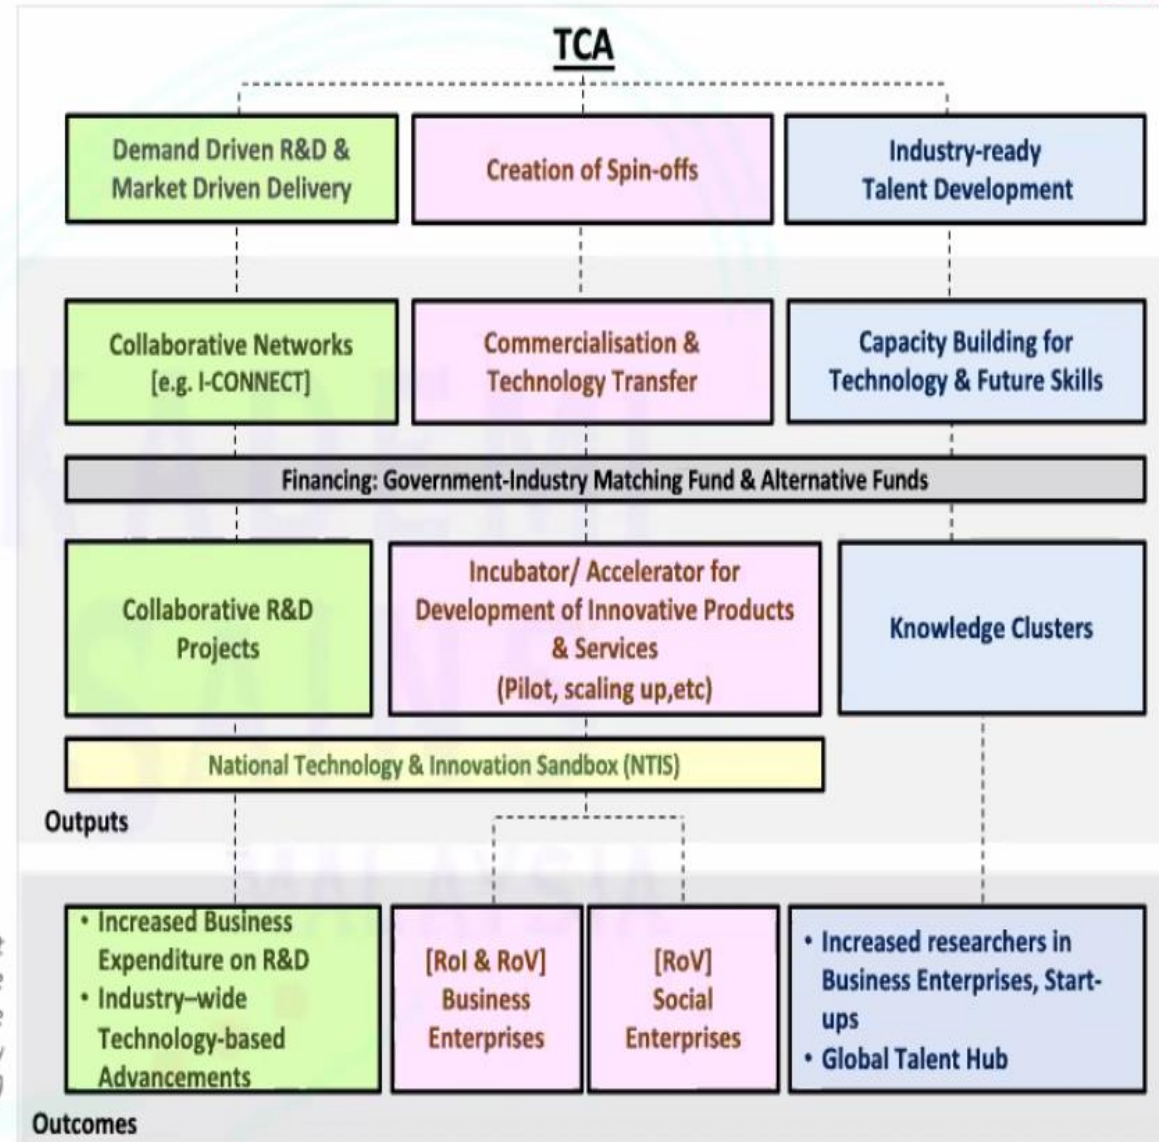 TCA
Demand Driven R&D &
Market Driven Delivery
Creation of Spin-offs
Industry-ready
Talent Development
Collaborative Networks
[e.g. I-CONNECT]
Commercialisation &
Technology Transfer
Capacity Building for
Technology & Future Skills
Financing: Government-Industry Matching Fund & Alternative Funds
Collaborative R&D
Projects
Incubator/ Accelerator for
Development of Innovative Products
& Services
(Pilot, scaling up,etc)
Knowledge Clusters
National Technology & Innovation Sandbox (NTIS)
Outputs
• Increased Business
Expenditure on R&D
• Industry–wide
Technology-based
Advancements
[RoI & RoV]
Business
Enterprises
[RoV]
Social
Enterprises
• Increased researchers in
Business Enterprises, Start-
ups
• Global Talent Hub
Outcomes
MALAYSIA